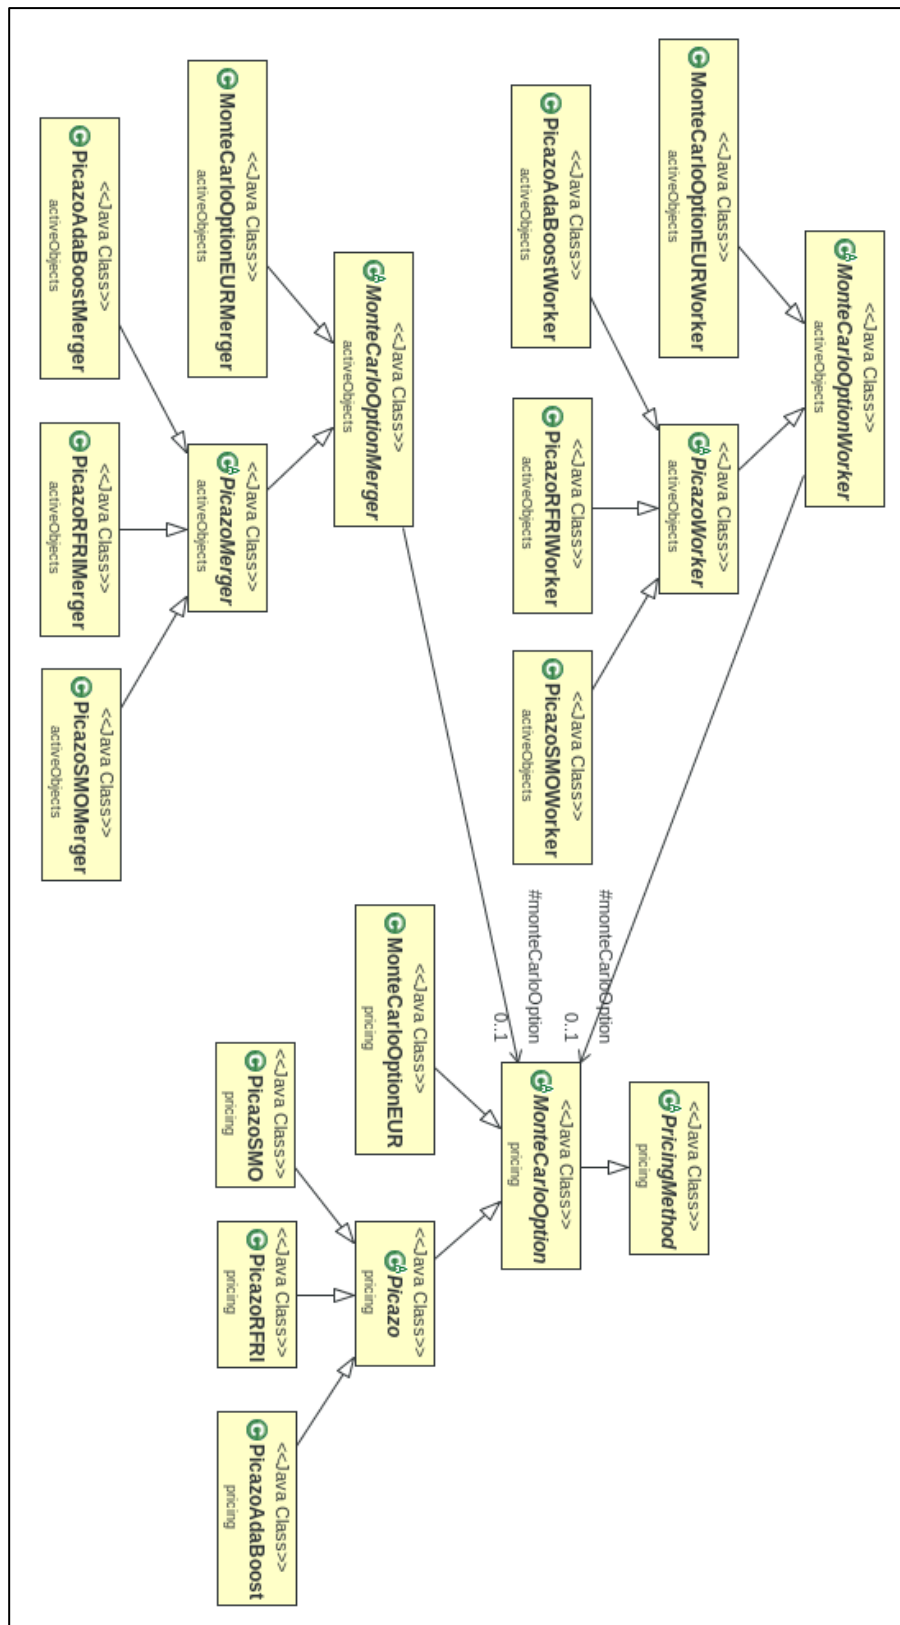 <<Java Class>>
MonteCarloOptionWorker
activeObjects
<<Java Class>>
MonteCarloOptionEURWorker
activeObjects
<<Java Class>>
PicazoWorker
activeObjects
<<Java Class>>
PricingMethod
pricing
<<Java Class>>
PicazoAdaBoostWorker
activeObjects
<<Java Class>>
PicazoRFRIWorker
activeObjects
<<Java Class>>
PicazoSMOWorker
activeObjects
#monteCarloOption
0..1
#monteCarloOption
0..1
<<Java Class>>
MonteCarloOption
pricing
<<Java Class>>
MonteCarloOptionMerger
activeObjects
<<Java Class>>
MonteCarloOptionEUR
pricing
<<Java Class>>
Picazo
pricing
<<Java Class>>
MonteCarloOptionEURMerger
activeObjects
<<Java Class>>
PicazoMerger
activeObjects
<<Java Class>>
PicazoSMO
pricing
<<Java Class>>
PicazoRFRI
pricing
<<Java Class>>
PicazoAdaBoost
pricing
<<Java Class>>
PicazoAdaBoostMerger
activeObjects
<<Java Class>>
PicazoRFRIMerger
activeObjects
<<Java Class>>
PicazoSMOMerger
activeObjects